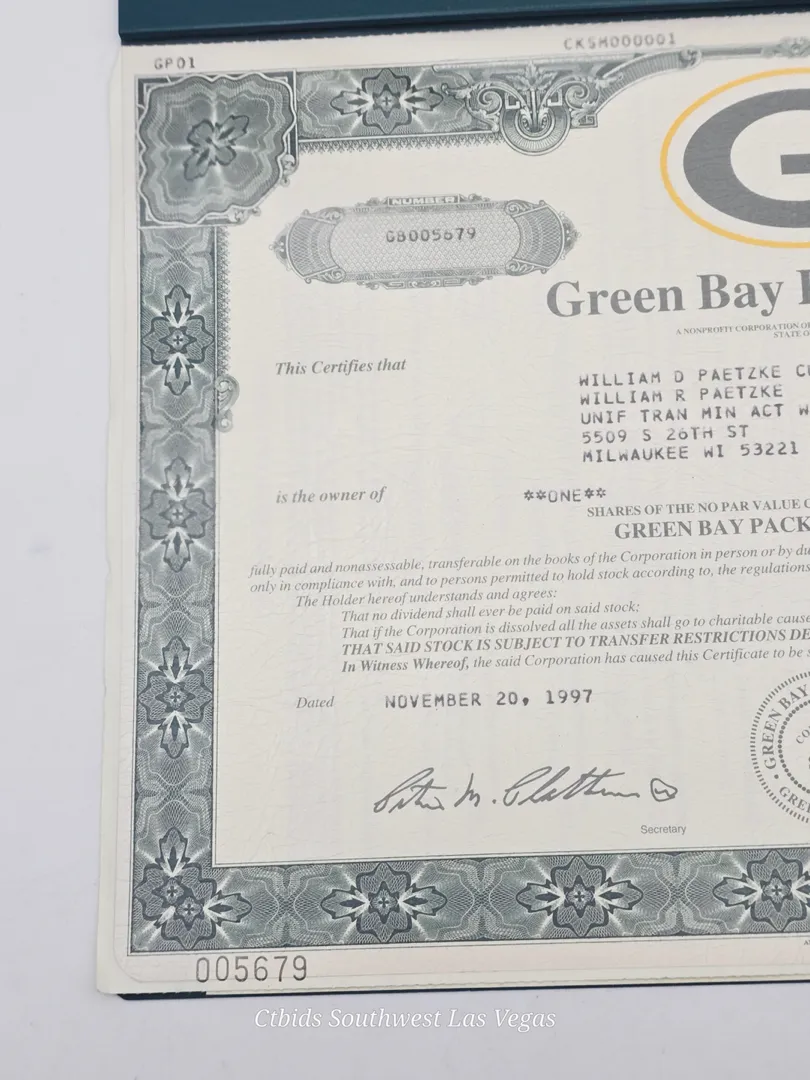 CKSH000001
GP01
G
NUMBER
GB005679
Green Bay
A NONPROFIT CORPORATION
STATE
This Certifies that
WILLIAM D PAETZKE
WILLIAM R PAETZKE
UNIF TRAN MIN ACT
5509 S 26TH ST
MILWAUKEE WI 53221
is the owner of
**ONE**
SHARES OF THE NO PAR VALUE
GREEN BAY PACK
fully paid and nonassessable, transferable on the books of the Corporation in person or by
only in compliance with, and to persons permitted to hold stock according to, the regulations
The Holder hereof understands and agrees:
That no dividend shall ever be paid on said stock;
That if the Corporation is dissolved all the assets shall go to charitable cause
THAT SAID STOCK IS SUBJECT TO TRANSFER RESTRICTIONS DE
In Witness Whereof, the said Corporation has caused this Certificate to be
Dated NOVEMBER 20, 1997
GREEN BAY
Secretary
005679
Ctbids Southwest Las Vegas